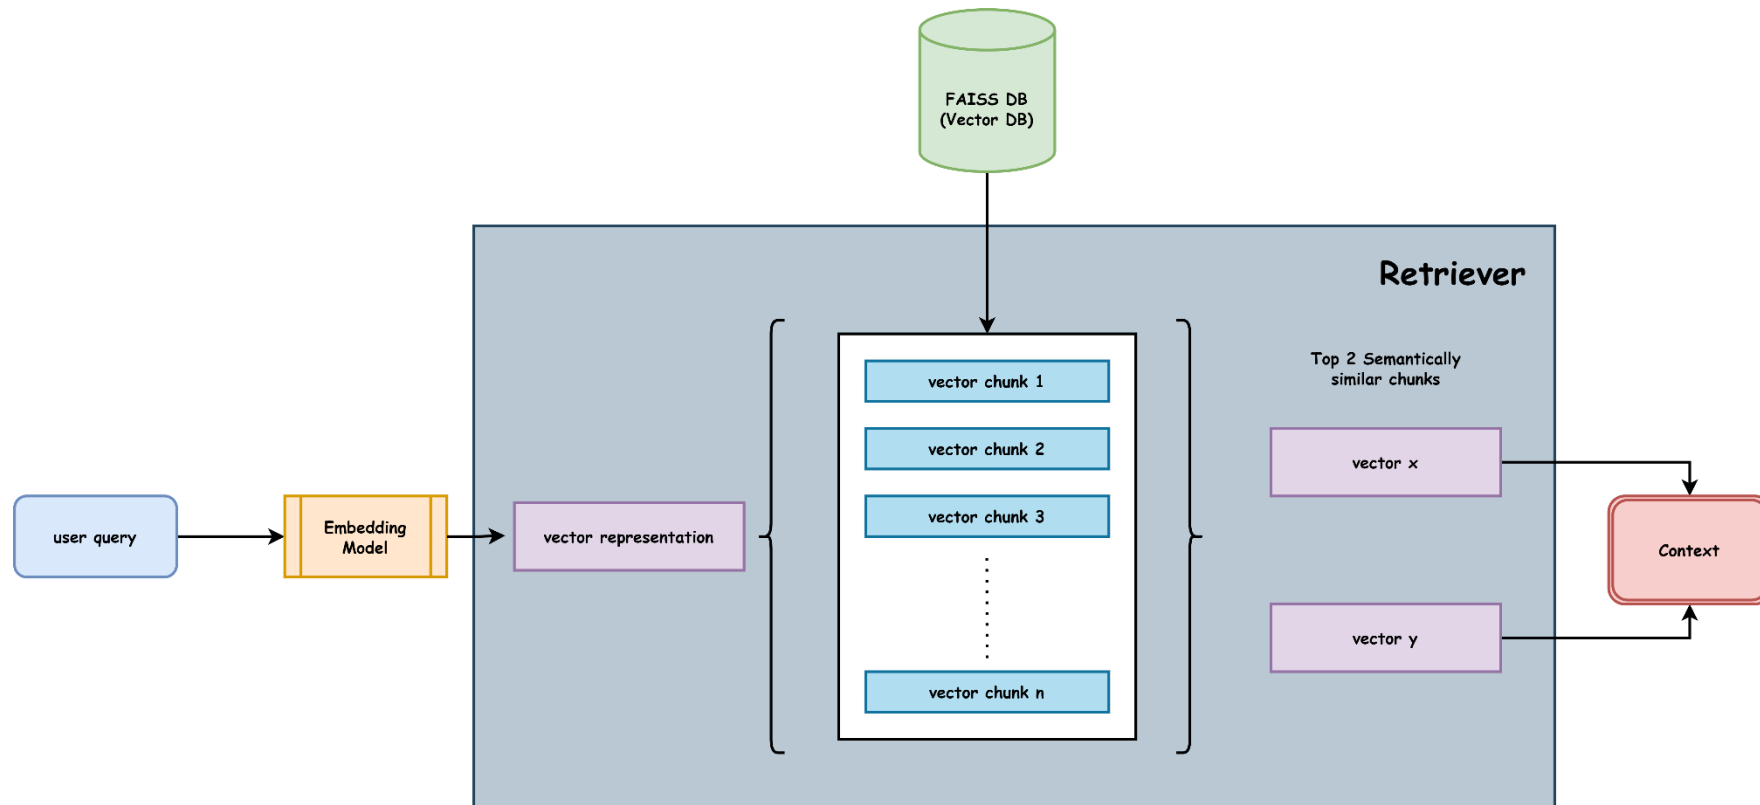 FAISS DB
(Vector DB)
Retriever
Top 2 Semantically
similar chunks
vector chunk 1
vector chunk 2
vector chunk 3
vector chunk n
user query
Embedding
Model
vector representation
vector x
vector y
Context